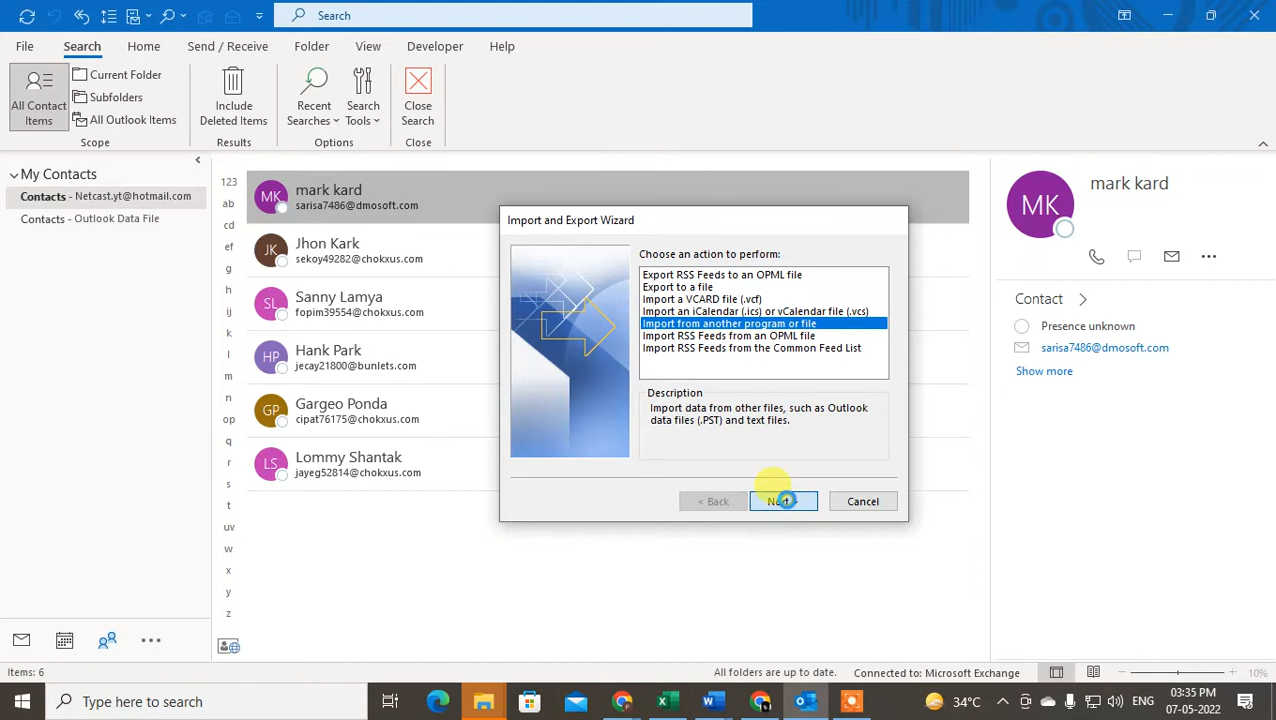 Search
File
Search
Home
Send / Receive
Folder
View
Developer
Help
All Contact
Items
Current Folder
Subfolders
All Outlook Items
Scope
Include
Deleted Items
Results
Recent
Searches
Search
Tools
Options
Close
Search
Close
My Contacts
Contacts - Netcast.yt@hotmail.com
Contacts - Outlook Data File
123
ab
cd
ef
g
h
ij
k
l
m
n
op
q
r
s
t
uv
w
x
y
z
MK
mark kard
sarisa7486@dmosoft.com
JK
Jhon Kark
sekoy49282@chokxus.com
SL
Sanny Lamya
fopim39554@chokxus.com
HP
Hank Park
jecay21800@bunlets.com
GP
Gargeo Ponda
cipat76175@chokxus.com
LS
Lommy Shantak
jayeg52814@chokxus.com
Import and Export Wizard
Choose an action to perform:
Export RSS Feeds to an OPML file
Export to a file
Import a VCARD file (.vcf)
Import an iCalendar (.ics) or vCalendar file (.vcs)
Import from another program or file
Import RSS Feeds from an OPML file
Import RSS Feeds from the Common Feed List
Description
Import data from other files, such as Outlook
data files (.PST) and text files.
< Back
Next >
Cancel
MK
mark kard
Contact
Presence unknown
sarisa7486@dmosoft.com
Show more
Items: 6
All folders are up to date.
Connected to: Microsoft Exchange
10%
Type here to search
34°C
ENG
03:35 PM
07-05-2022